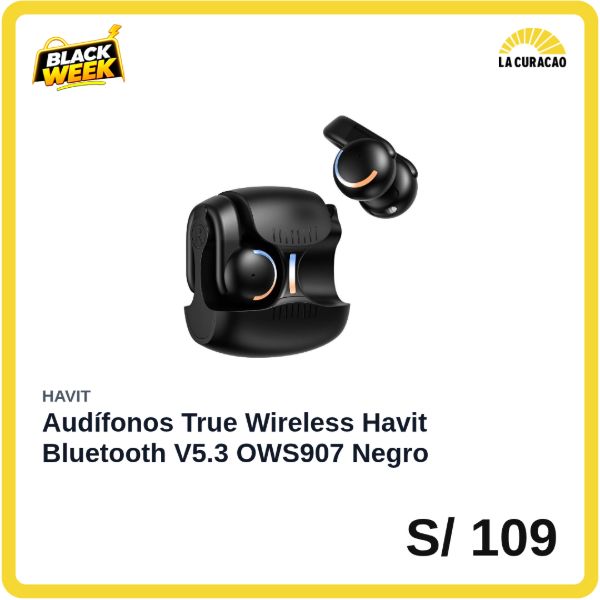 BLACK
WEEK
LA CURACAO
HAVIT
Audífonos True Wireless Havit
Bluetooth V5.3 OWS907 Negro
S/ 109